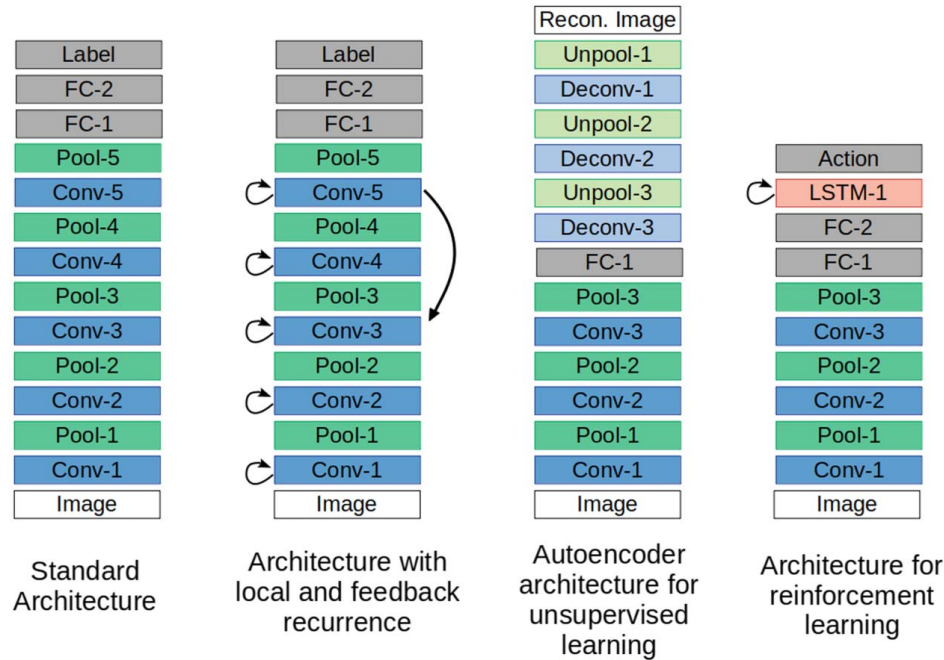 Label
FC-2
FC-1
Pool-5
Conv-5
Pool-4
Conv-4
Pool-3
Conv-3
Pool-2
Conv-2
Pool-1
Conv-1
Image
Standard
Architecture
Label
FC-2
FC-1
Pool-5
Conv-5
Pool-4
Conv-4
Pool-3
Conv-3
Pool-2
Conv-2
Pool-1
Conv-1
Image
Architecture with
local and feedback
recurrence
Recon. Image
Unpool-1
Deconv-1
Unpool-2
Deconv-2
Unpool-3
Deconv-3
FC-1
Pool-3
Conv-3
Pool-2
Conv-2
Pool-1
Conv-1
Image
Autoencoder
architecture for
unsupervised
learning
Action
LSTM-1
FC-2
FC-1
Pool-3
Conv-3
Pool-2
Conv-2
Pool-1
Conv-1
Image
Architecture for
reinforcement
learning